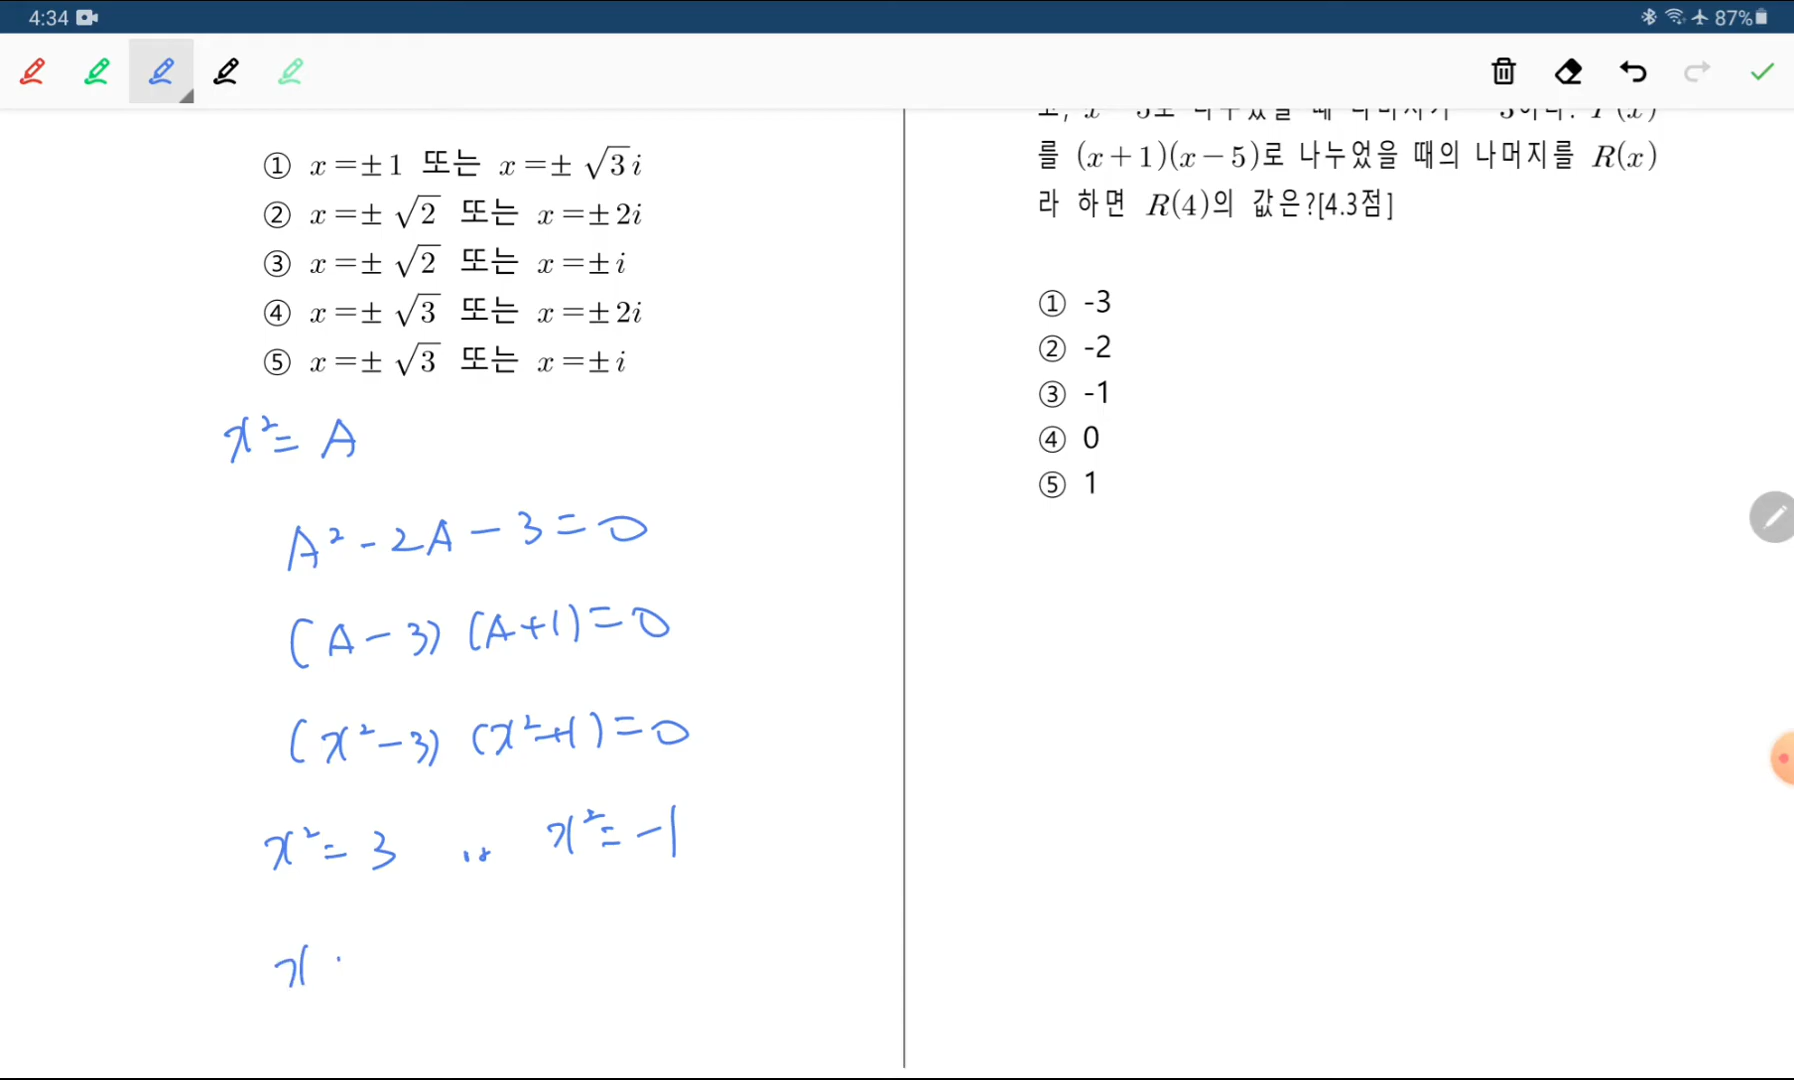 4:34
87%
① x=±1 또는 x=±√3i
② x=±√2 또는 x=±2i
③ x=±√2 또는 x=±i
④ x=±√3 또는 x=±2i
⑤ x=±√3 또는 x=±i
x²=A
A²-2A-3=0
(A-3)(A+1)=0
(x²-3)(x²+1)=0
x²=3 or x²=-1
x
를 (x+1)(x-5)로 나누었을 때의 나머지를 R(x)
라 하면 R(4)의 값은?[4.3점]
① -3
② -2
③ -1
④ 0
⑤ 1